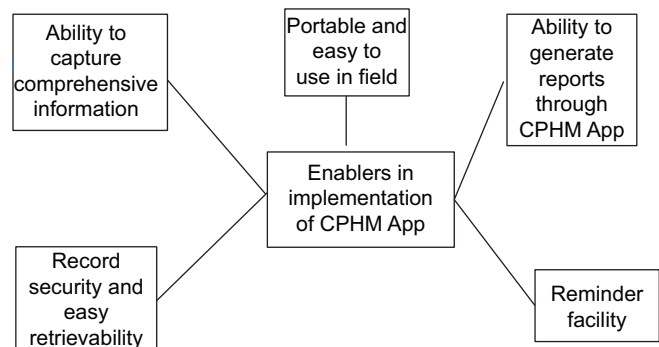 Ability to
capture
comprehensive
information
Portable and
easy to
use in field
Ability to
generate
reports
through
CPHM App
Enablers in
implementation
of CPHM App
Record
security and
easy
retrievability
Reminder
facility